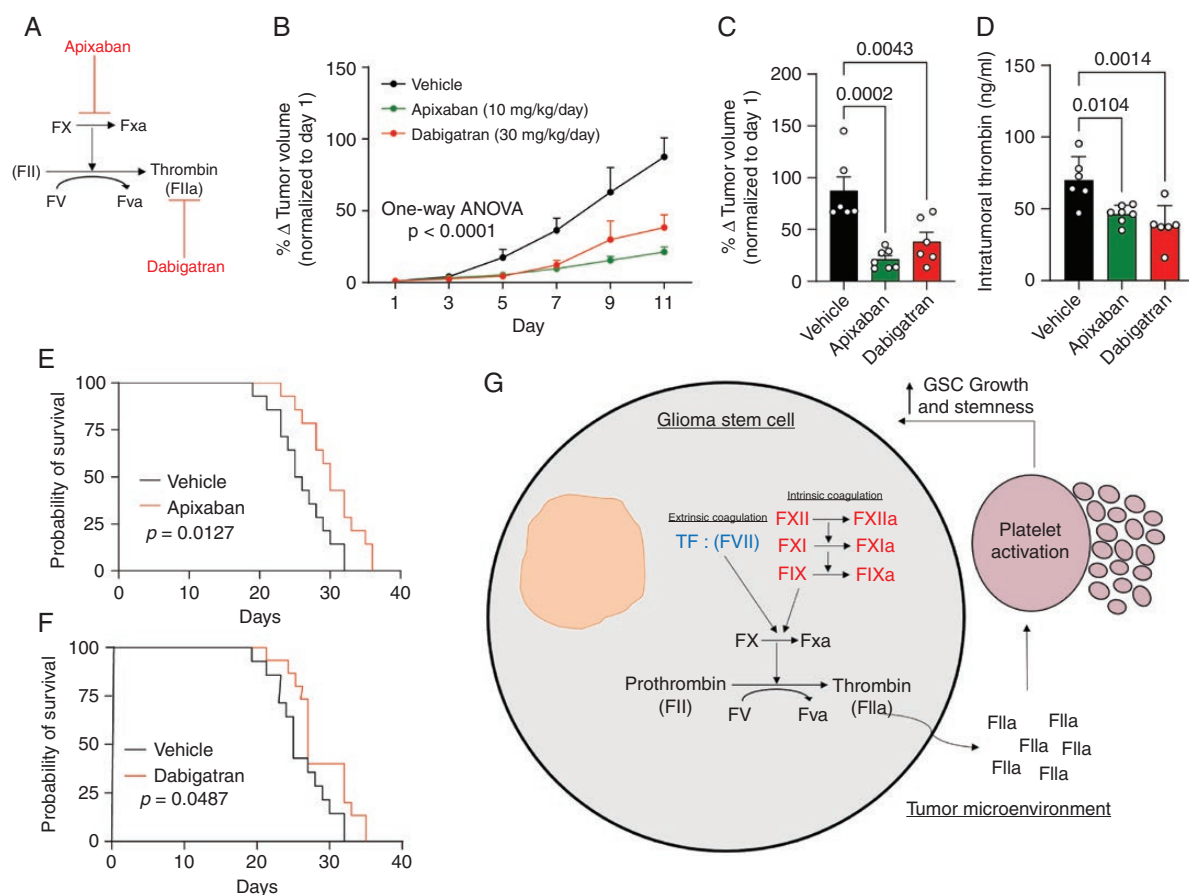 A
Apixaban
FX
Fxa
(FII)
Thrombin
(FIIa)
FV
Fva
Dabigatran
B
% Δ Tumor volume
(normalized to day 1)
150
100
50
0
Vehicle
Apixaban (10 mg/kg/day)
Dabigatran (30 mg/kg/day)
One-way ANOVA
p < 0.0001
1 3 5 7 9 11
Day
C
% Δ Tumor volume
(normalized to day 1)
200
150
100
50
0
0.0043
0.0002
Vehicle
Apixaban
Dabigatran
D
Intratumoral thrombin (ng/ml)
150
100
50
0
0.0014
0.0104
Vehicle
Apixaban
Dabigatran
E
Probability of survival
100
75
50
25
0
Vehicle
Apixaban
p = 0.0127
0 10 20 30 40
Days
F
Probability of survival
100
75
50
25
0
Vehicle
Dabigatran
p = 0.0487
0 10 20 30 40
Days
G
Glioma stem cell
Intrinsic coagulation
Extrinsic coagulation
FXII
FXIIa
TF : (FVII)
FXI
FXIa
FIX
FIXa
FX
Fxa
Prothrombin
(FII)
Thrombin
(FIIa)
FV
Fva
GSC Growth
and stemness
Platelet
activation
FIIa
FIIa
FIIa
FIIa
FIIa
FIIa
Tumor microenvironment